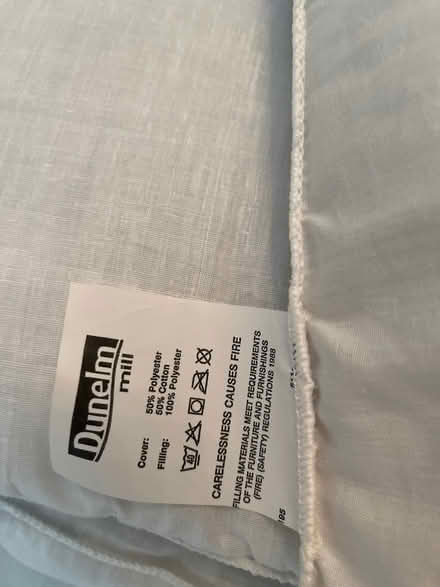 Dunelm
mill
Cover: 50% Polyester
50% Cotton
Filling: 100% Polyester
40
CARELESSNESS CAUSES FIRE
FILLING MATERIALS MEET REQUIREMENTS
OF THE FURNITURE AND FURNISHINGS
(FIRE) (SAFETY) REGULATIONS 1988